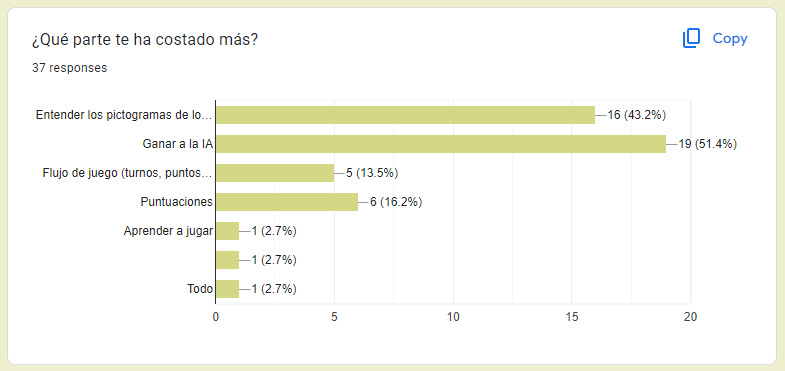 ¿Qué parte te ha costado más?
Copy
37 responses
Entender los pictogramas de lo…
16 (43.2%)
Ganar a la IA
19 (51.4%)
Flujo de juego (turnos, puntos…
5 (13.5%)
Puntuaciones
6 (16.2%)
Aprender a jugar
1 (2.7%)
1 (2.7%)
Todo
1 (2.7%)
0 5 10 15 20